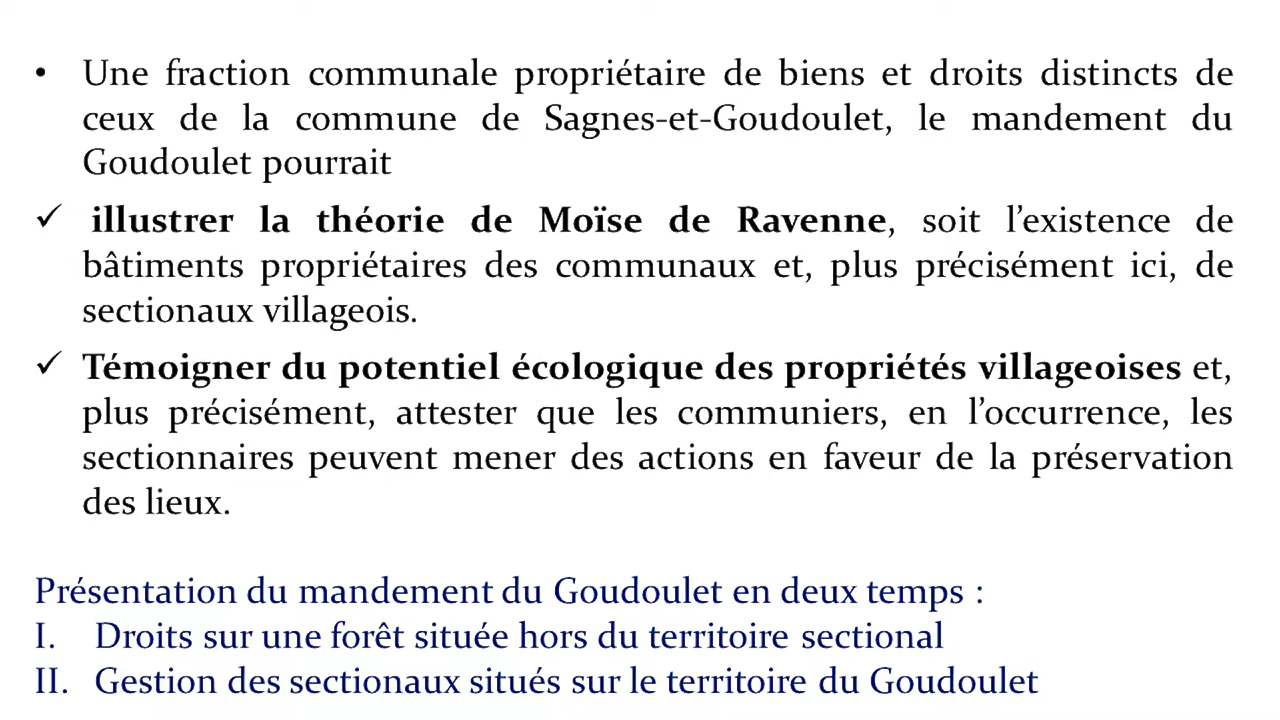 • Une fraction communale propriétaire de biens et droits distincts de
ceux de la commune de Sagnes-et-Goudoulet, le mandement du
Goudoulet pourrait
✓ illustrer la théorie de Moïse de Ravenne, soit l’existence de
bâtiments propriétaires des communaux et, plus précisément ici, de
sectionaux villageois.
✓ Témoigner du potentiel écologique des propriétés villageoises et,
plus précisément, attester que les communiers, en l’occurrence, les
sectionnaires peuvent mener des actions en faveur de la préservation
des lieux.
Présentation du mandement du Goudoulet en deux temps :
I. Droits sur une forêt située hors du territoire sectional
II. Gestion des sectionaux situés sur le territoire du Goudoulet